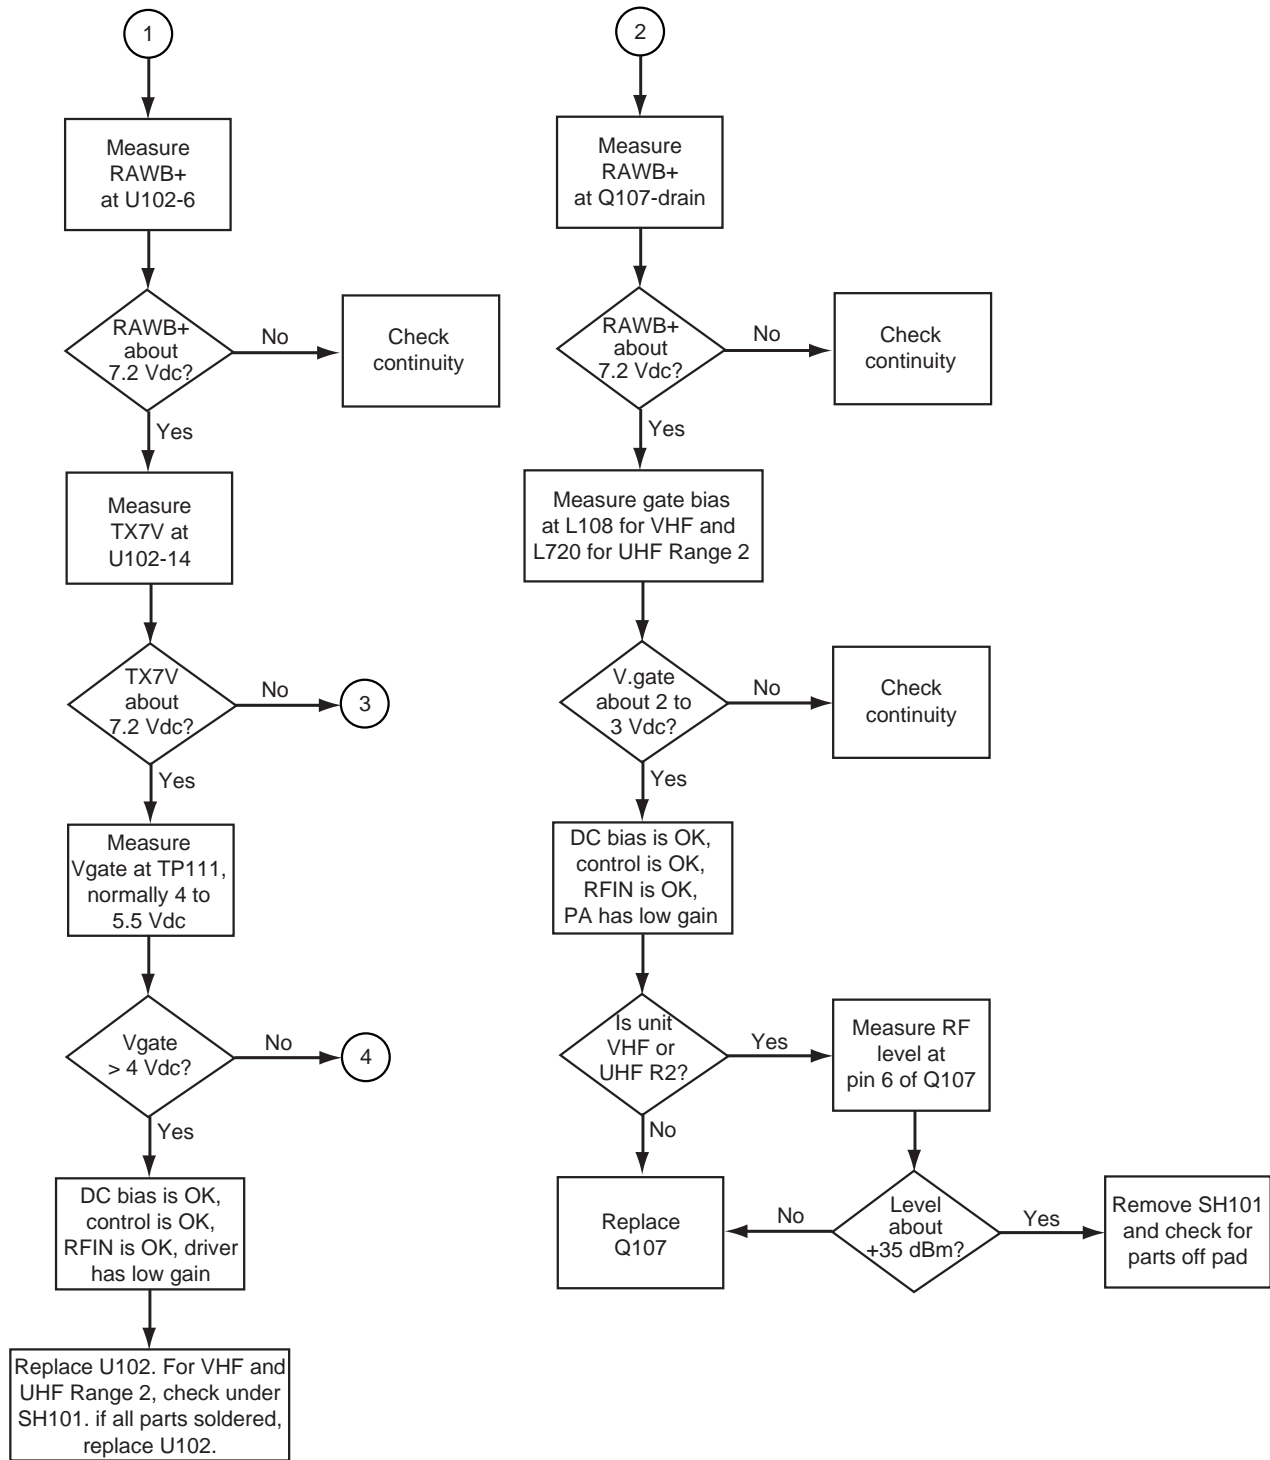 1
Measure
RAWB+
at U102-6
RAWB+
about
7.2 Vdc?
No
Check
continuity
Yes
Measure
TX7V at
U102-14
TX7V
about
7.2 Vdc?
No
3
Yes
Measure
Vgate at TP111,
normally 4 to
5.5 Vdc
Vgate
> 4 Vdc?
No
4
Yes
DC bias is OK,
control is OK,
RFIN is OK, driver
has low gain
Replace U102. For VHF and
UHF Range 2, check under
SH101. if all parts soldered,
replace U102.
2
Measure
RAWB+
at Q107-drain
RAWB+
about
7.2 Vdc?
No
Check
continuity
Yes
Measure gate bias
at L108 for VHF and
L720 for UHF Range 2
V.gate
about 2 to
3 Vdc?
No
Check
continuity
Yes
DC bias is OK,
control is OK,
RFIN is OK,
PA has low gain
Is unit
VHF or
UHF R2?
Yes
Measure RF
level at
pin 6 of Q107
No
Replace
Q107
No
Level
about
+35 dBm?
Yes
Remove SH101
and check for
parts off pad